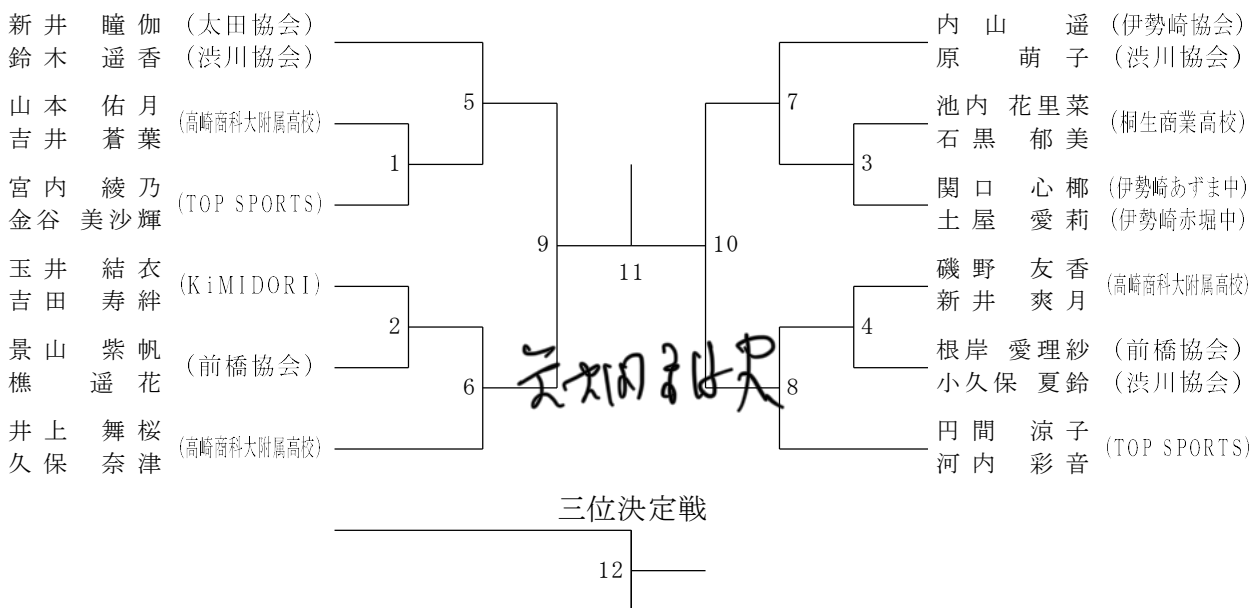 新井 瞳伽 (太田協会)
鈴木 遥香 (渋川協会)
山本 佑月 (高崎商科大附属高校)
吉井 蒼葉
宮内 綾乃 (TOP SPORTS)
金谷 美沙輝
玉井 結衣 (KiMIDORI)
吉田 寿絆
景山 紫帆 (前橋協会)
樵 遥花
井上 舞桜 (高崎商科大附属高校)
久保 奈津
5
1
2
6
9
11
10
7
3
4
8
内山 遥 (伊勢崎協会)
原 萌子 (渋川協会)
池内 花里菜 (桐生商業高校)
石黒 郁美
関口 心椰 (伊勢崎あずま中)
土屋 愛莉 (伊勢崎赤堀中)
磯野 友香 (高崎商科大附属高校)
新井 爽月
根岸 愛理紗 (前橋協会)
小久保 夏鈴 (渋川協会)
円間 涼子 (TOP SPORTS)
河内 彩音
三位決定戦
12